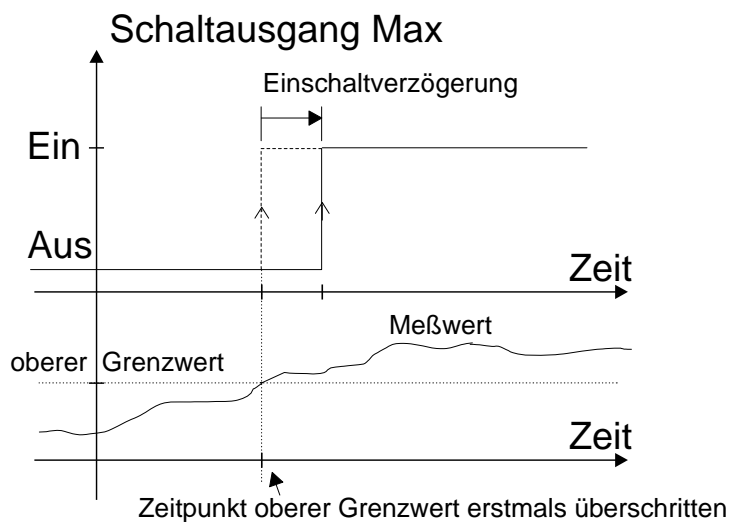 Schaltausgang Max
Einschaltverzögerung
Ein
Aus
Zeit
Meßwert
oberer Grenzwert
Zeit
Zeitpunkt oberer Grenzwert erstmals überschritten